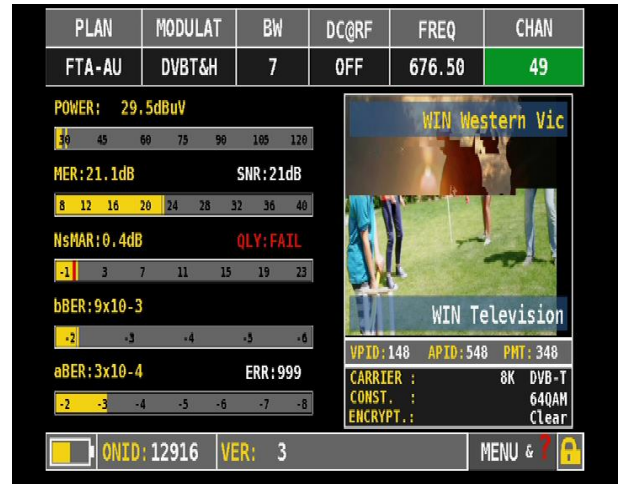 PLAN MODULAT BW DC@RF FREQ CHAN
FTA-AU DVBT&H 7 OFF 676.50 49
POWER: 29.5dBuV
30 45 60 75 90 105 120
MER:21.1dB SNR:21dB
8 12 16 20 24 28 32 36 40
NsMAR:0.4dB QLY:FAIL
-1 3 7 11 15 19 23
bBER:9x10-3
-2 -3 -4 -5 -6
aBER:3x10-4 ERR:999
-2 -3 -4 -5 -6 -7 -8
WIN Western Vic
WIN Television
VPID:148 APID:548 PMT:348
CARRIER : 8K DVB-T
CONST. : 64QAM
ENCRYPT.: Clear
ONID:12916 VER: 3 MENU & ?